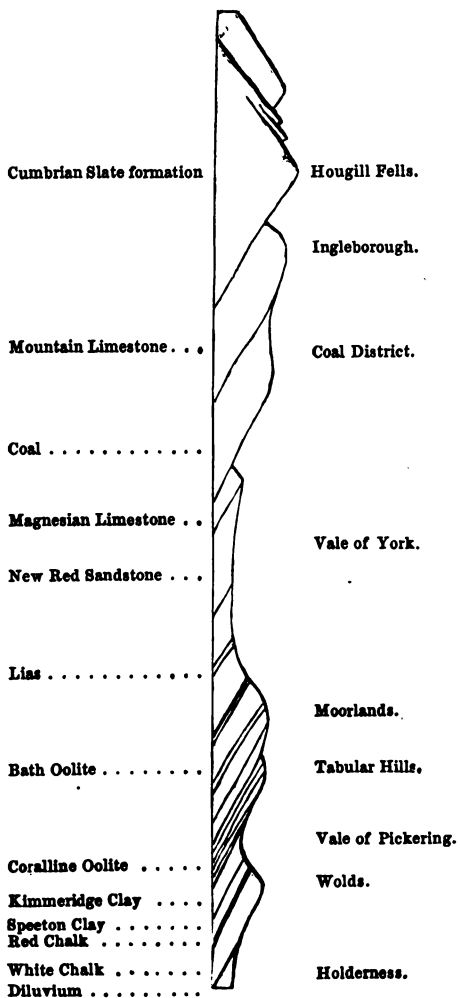 Cumbrian Slate formation
Hougill Fells.
Ingleborough.
Mountain Limestone . . .
Coal District.
Coal . . . . . . . . . . . .
Magnesian Limestone . .
Vale of York.
New Red Sandstone . . .
Lias . . . . . . . . . . . .
Moorlands.
Bath Oolite . . . . . . . .
Tabular Hills.
Vale of Pickering.
Coralline Oolite . . . . .
Wolds.
Kimmeridge Clay . . . .
Speeton Clay . . . . . . .
Red Chalk . . . . . . . .
White Chalk . . . . . . .
Holderness.
Diluvium . . . . . . . . .